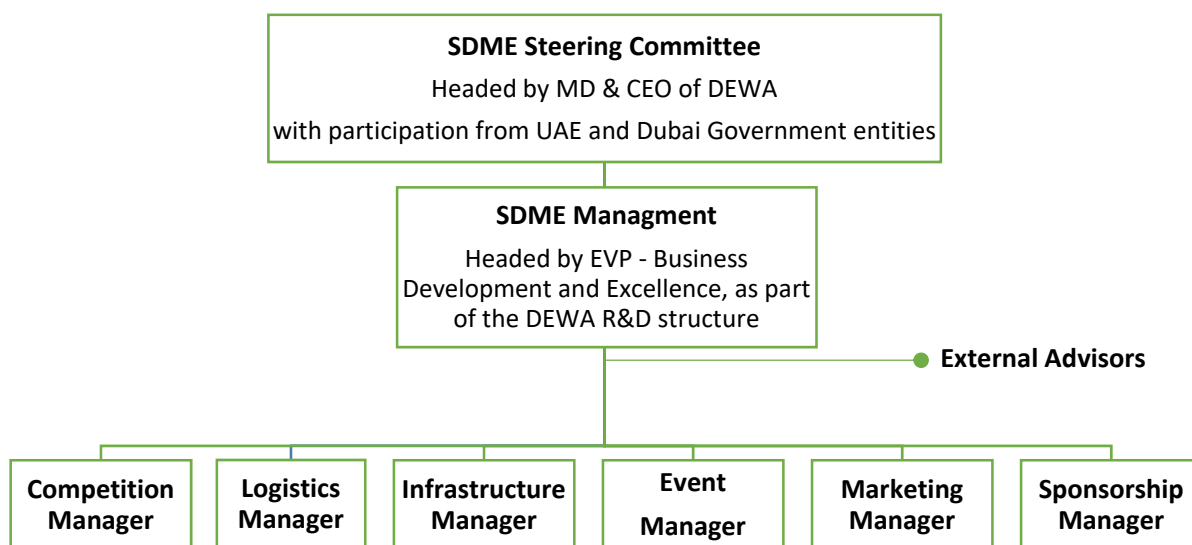 SDME Steering Committee
Headed by MD & CEO of DEWA
with participation from UAE and Dubai Government entities
SDME Managment
Headed by EVP - Business
Development and Excellence, as part
of the DEWA R&D structure
External Advisors
Competition
Manager
Logistics
Manager
Infrastructure
Manager
Event
Manager
Marketing
Manager
Sponsorship
Manager